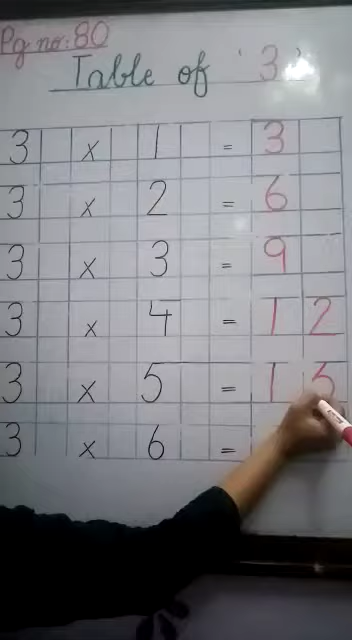 Pg no: 80
Table of '3'
3 x 1 = 3
3 x 2 = 6
3 x 3 = 9
3 x 4 = 12
3 x 5 = 15
3 x 6 =